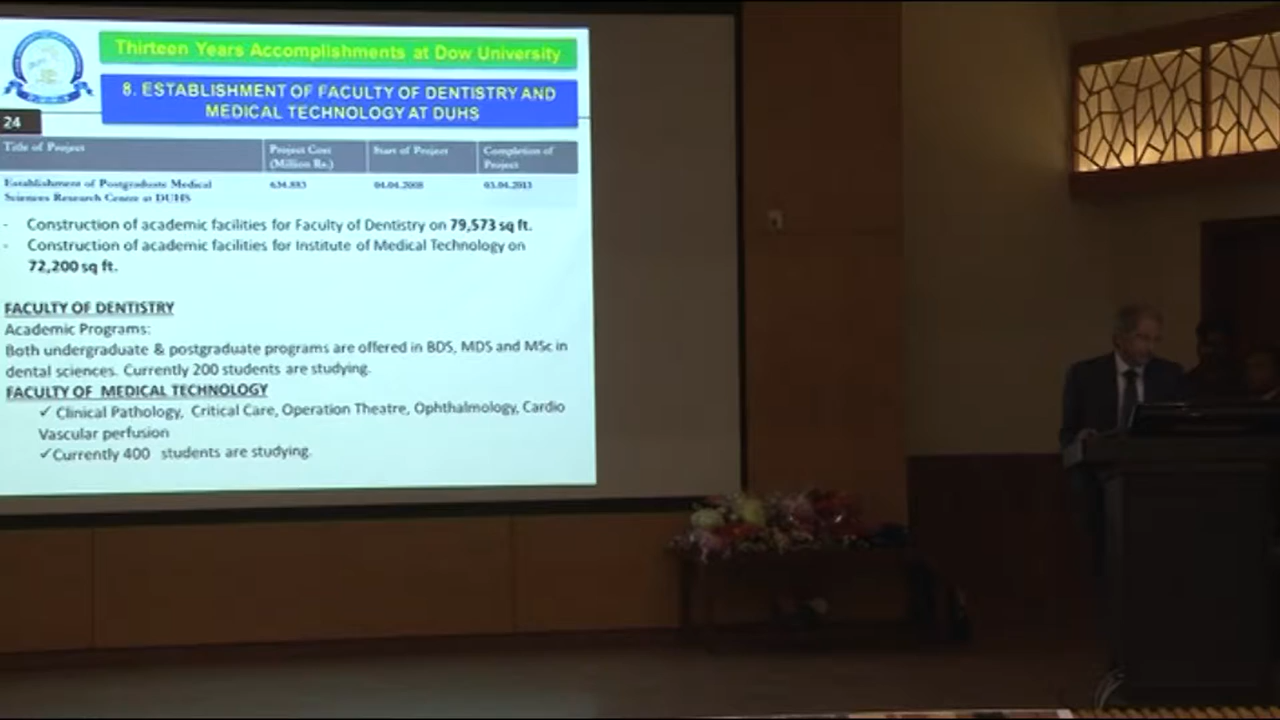 Thirteen Years Accomplishments at Dow University
8. ESTABLISHMENT OF FACULTY OF DENTISTRY AND
MEDICAL TECHNOLOGY AT DUHS
24
Title of Project Project Cost (Million Rs.) Start of Project Completion of Project
Establishment of Postgraduate Medical Sciences Research Centre at DUHS 634.883 04.04.2008 03.04.2013
- Construction of academic facilities for Faculty of Dentistry on 79,573 sq ft.
- Construction of academic facilities for Institute of Medical Technology on
72,200 sq ft.
FACULTY OF DENTISTRY
Academic Programs:
Both undergraduate & postgraduate programs are offered in BDS, MDS and MSc in
dental sciences. Currently 200 students are studying.
FACULTY OF MEDICAL TECHNOLOGY
✓ Clinical Pathology, Critical Care, Operation Theatre, Ophthalmology, Cardio
Vascular perfusion
✓Currently 400 students are studying.